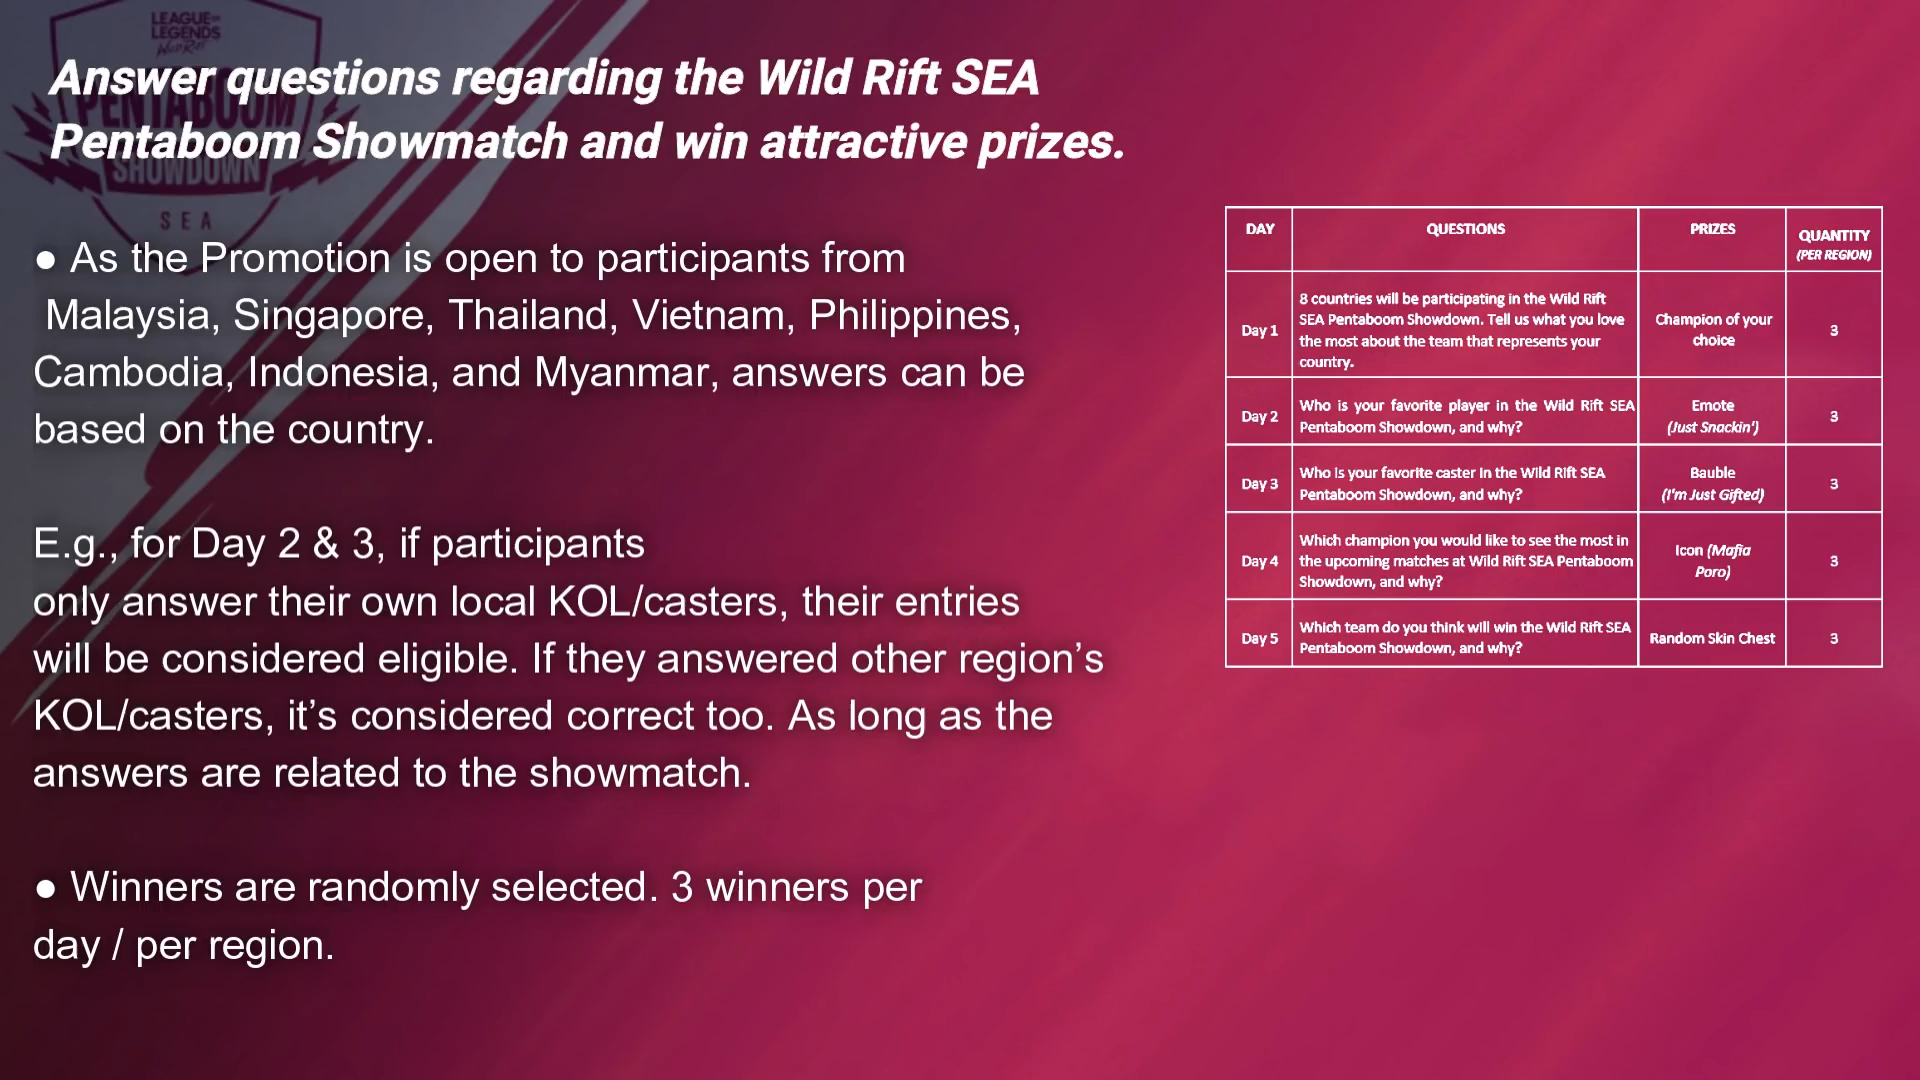 LEAGUE OF
LEGENDS
WILD RIFT
PENTABOOM
SHOWDOWN
SEA
Answer questions regarding the Wild Rift SEA
Pentaboom Showmatch and win attractive prizes.
● As the Promotion is open to participants from
Malaysia, Singapore, Thailand, Vietnam, Philippines,
Cambodia, Indonesia, and Myanmar, answers can be
based on the country.
E.g., for Day 2 & 3, if participants
only answer their own local KOL/casters, their entries
will be considered eligible. If they answered other region’s
KOL/casters, it’s considered correct too. As long as the
answers are related to the showmatch.
● Winners are randomly selected. 3 winners per
day / per region.
DAY QUESTIONS PRIZES QUANTITY
(PER REGION)
Day 1
8 countries will be participating in the Wild Rift
SEA Pentaboom Showdown. Tell us what you love
the most about the team that represents your
country.
Champion of your
choice
3
Day 2
Who is your favorite player in the Wild Rift SEA
Pentaboom Showdown, and why?
Emote
(Just Snackin')
3
Day 3
Who is your favorite caster in the Wild Rift SEA
Pentaboom Showdown, and why?
Bauble
(I'm Just Gifted)
3
Day 4
Which champion you would like to see the most in
the upcoming matches at Wild Rift SEA Pentaboom
Showdown, and why?
Icon (Mafia
Poro)
3
Day 5
Which team do you think will win the Wild Rift SEA
Pentaboom Showdown, and why?
Random Skin Chest
3